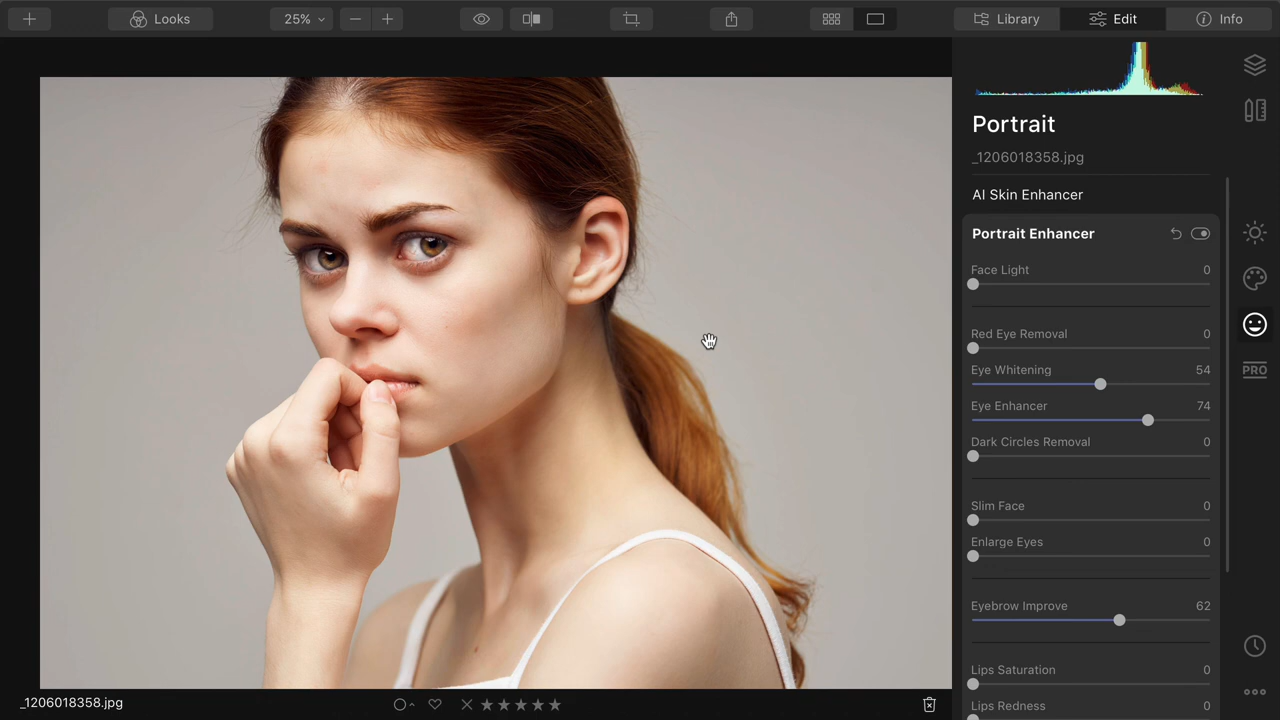 Looks
25%
Library
Edit
Info
Portrait
_1206018358.jpg
AI Skin Enhancer
Portrait Enhancer
Face Light 0
Red Eye Removal 0
Eye Whitening 54
Eye Enhancer 74
Dark Circles Removal 0
Slim Face 0
Enlarge Eyes 0
Eyebrow Improve 62
Lips Saturation 0
Lips Redness 0
PRO
_1206018358.jpg